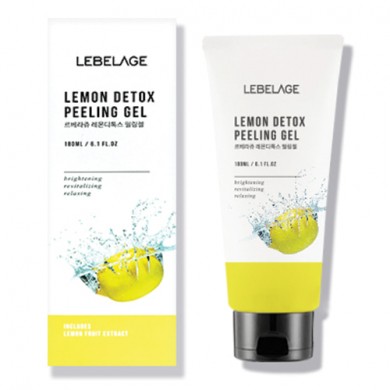 LEBELAGE
LEMON DETOX
PEELING GEL
르베라쥬 레몬디톡스 필링젤
180ML / 6.1 FL.OZ
brightening
revitalizing
relaxing
INCLUDES
LEMON FRUIT EXTRACT
LEBELAGE
LEMON DETOX
PEELING GEL
르베라쥬 레몬디톡스 필링젤
180ML / 6.1 FL.OZ
brightening
revitalizing
relaxing